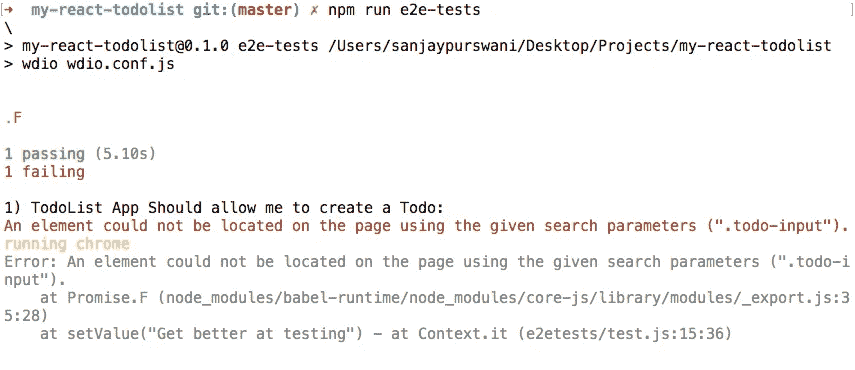 [➜  my-react-todolist git:(master) ✗ npm run e2e-tests ]
\
> my-react-todolist@0.1.0 e2e-tests /Users/sanjaypurswani/Desktop/Projects/my-react-todolist
> wdio wdio.conf.js
.F
1 passing (5.10s)
1 failing
1) TodoList App Should allow me to create a Todo:
An element could not be located on the page using the given search parameters (".todo-input").
running chrome
Error: An element could not be located on the page using the given search parameters (".todo-i
nput").
    at Promise.F (node_modules/babel-runtime/node_modules/core-js/library/modules/_export.js:3
5:28)
    at setValue("Get better at testing") - at Context.it (e2etests/test.js:15:36)